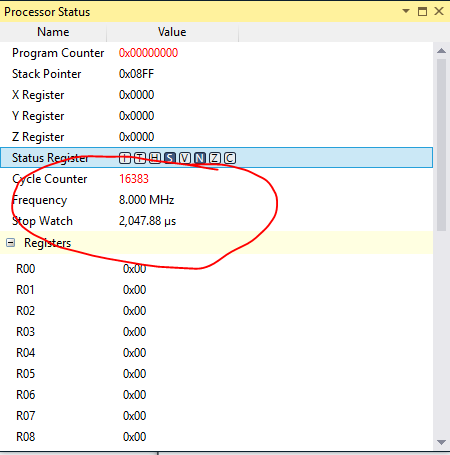 Processor Status
Name Value
Program Counter 0x00000000
Stack Pointer 0x08FF
X Register 0x0000
Y Register 0x0000
Z Register 0x0000
Status Register I T H S V N Z C
Cycle Counter 16383
Frequency 8.000 MHz
Stop Watch 2,047.88 µs
Registers
R00 0x00
R01 0x00
R02 0x00
R03 0x00
R04 0x00
R05 0x00
R06 0x00
R07 0x00
R08 0x00